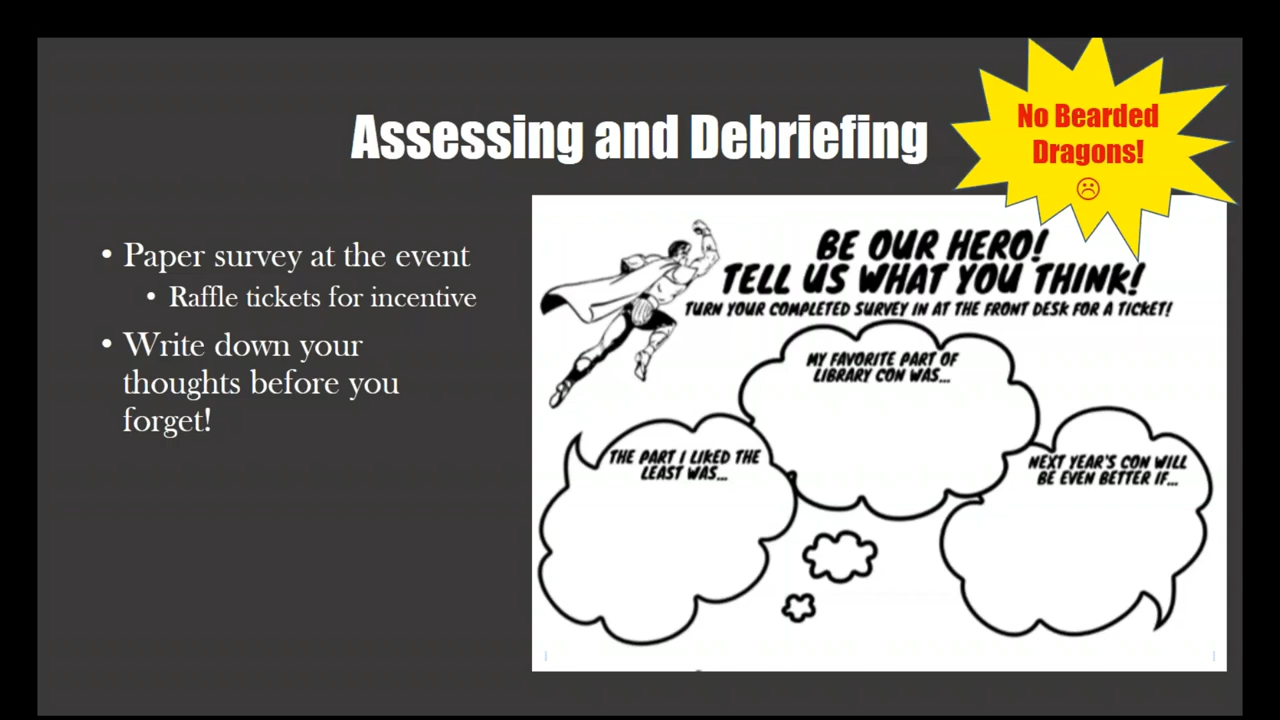 Assessing and Debriefing
No Bearded
Dragons!
☹
• Paper survey at the event
• Raffle tickets for incentive
• Write down your
thoughts before you
forget!
BE OUR HERO!
TELL US WHAT YOU THINK!
TURN YOUR COMPLETED SURVEY IN AT THE FRONT DESK FOR A TICKET!
MY FAVORITE PART OF
LIBRARY CON WAS...
THE PART I LIKED THE
LEAST WAS...
NEXT YEAR'S CON WILL
BE EVEN BETTER IF...